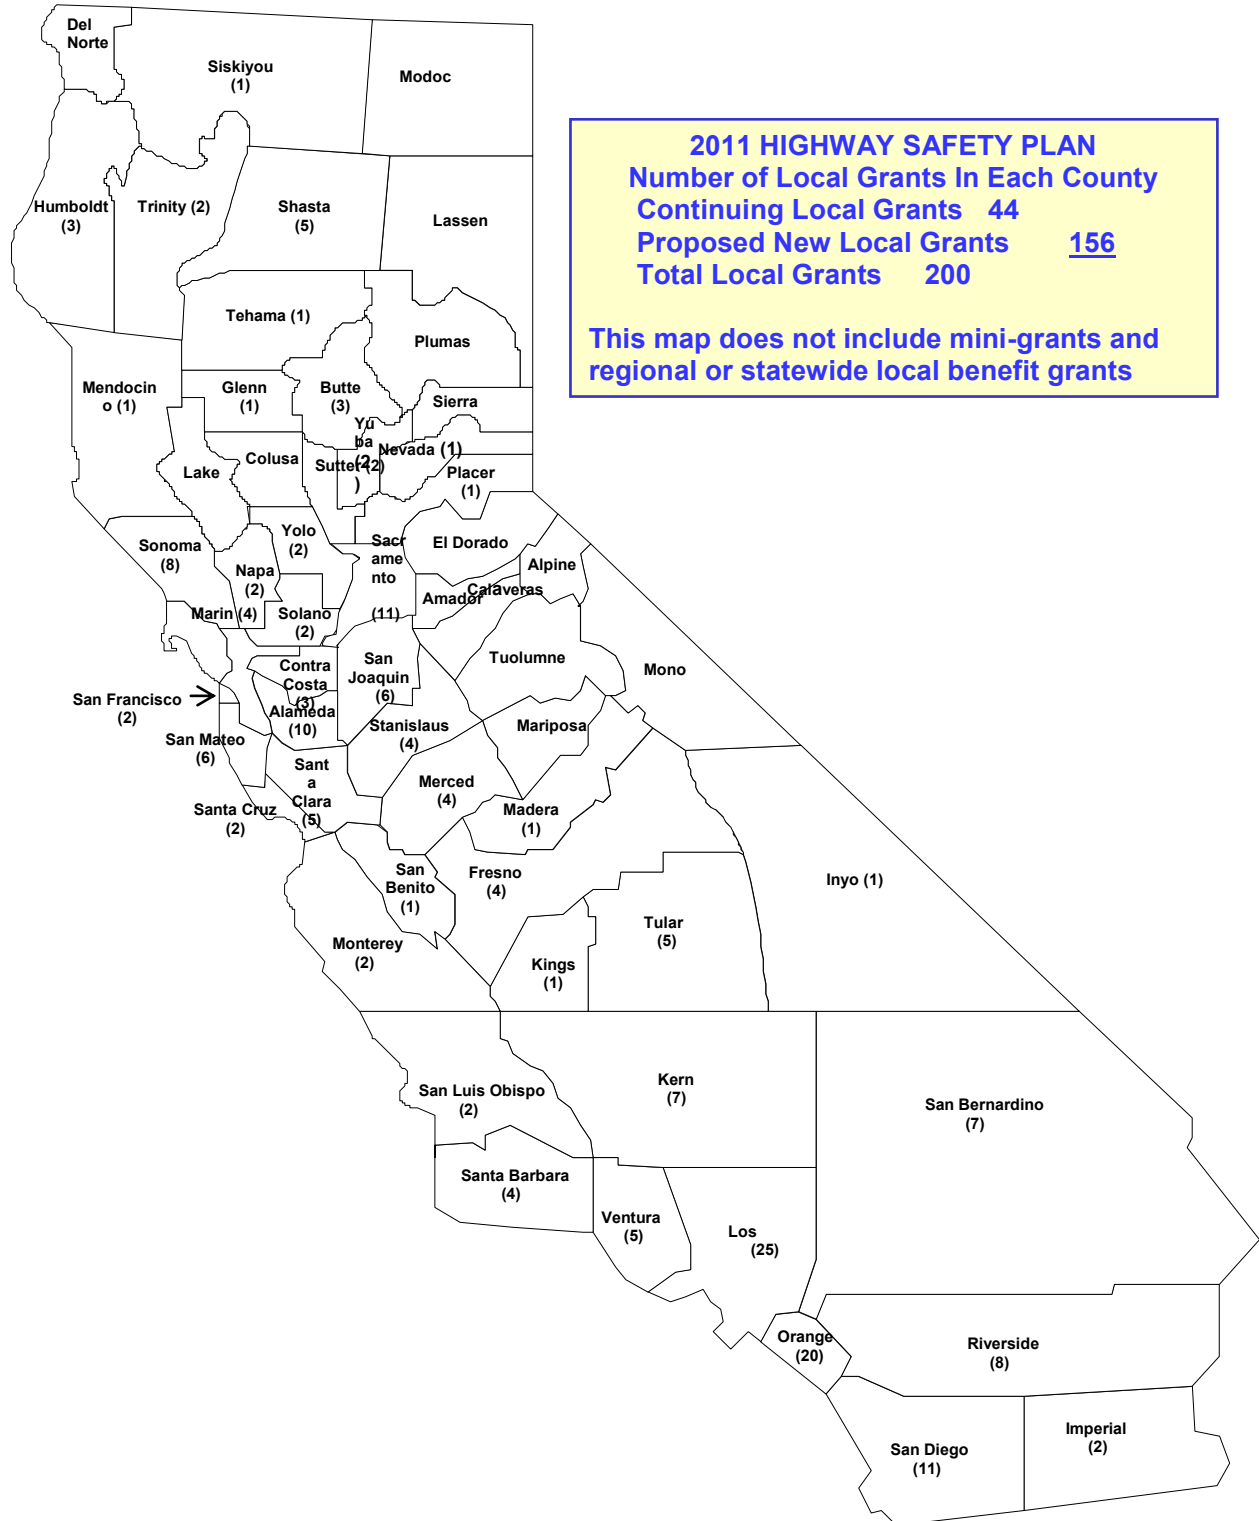 Del
Norte
Siskiyou
(1)
Modoc
2011 HIGHWAY SAFETY PLAN
Number of Local Grants In Each County
Continuing Local Grants 44
Proposed New Local Grants 156
Total Local Grants 200
This map does not include mini-grants and
regional or statewide local benefit grants
Humboldt
(3)
Trinity (2)
Shasta
(5)
Lassen
Tehama (1)
Plumas
Mendocin
o (1)
Glenn
(1)
Butte
(3)
Sierra
Yu
ba
(2
)
Nevada (1)
Sutter (2)
Colusa
Lake
Placer
(1)
Sonoma
(8)
Yolo
(2)
Sacr
ame
nto
(11)
El Dorado
Alpine
Napa
(2)
Amador
Calaveras
Marin (4)
Solano
(2)
Contra
Costa
(3)
San
Joaquin
(6)
Tuolumne
Mono
San Francisco
(2)
Alameda
(10)
Stanislaus
(4)
Mariposa
San Mateo
(6)
Sant
a
Clara
(5)
Merced
(4)
Madera
(1)
Santa Cruz
(2)
San
Benito
(1)
Fresno
(4)
Inyo (1)
Tular
(5)
Monterey
(2)
Kings
(1)
San Luis Obispo
(2)
Kern
(7)
San Bernardino
(7)
Santa Barbara
(4)
Ventura
(5)
Los
(25)
Orange
(20)
Riverside
(8)
San Diego
(11)
Imperial
(2)